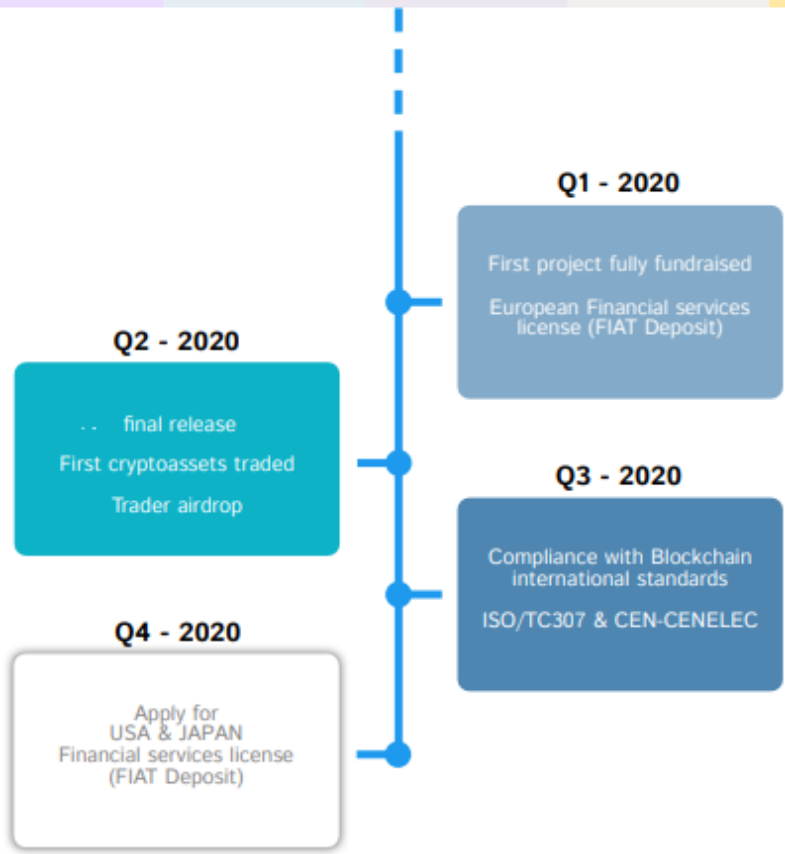 Q1 - 2020
First project fully fundraised
European Financial services
license (FIAT Deposit)
Q2 - 2020
final release
First cryptoassets traded
Trader airdrop
Q3 - 2020
Compliance with Blockchain
international standards
ISO/TC307 & CEN-CENELEC
Q4 - 2020
Apply for
USA & JAPAN
Financial services license
(FIAT Deposit)